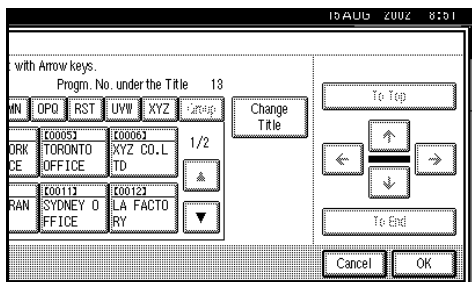 15 AUG 2002 8:51
t with Arrow keys.
Progm. No. under the Title 13
MN OPQ RST UVW XYZ Group
Change
Title
To Top
[0005] [0006]
ORK TORONTO XYZ CO.L
CE OFFICE TD
1/2
[0011] [0012]
RAN SYDNEY O LA FACTO
FFICE RY
To End
Cancel OK